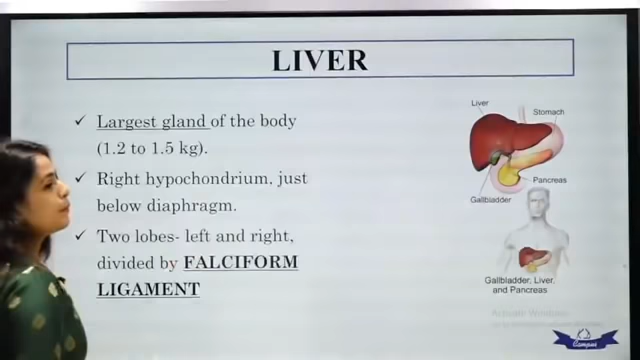 LIVER
✓ Largest gland of the body
(1.2 to 1.5 kg).
✓ Right hypochondrium, just
below diaphragm.
✓ Two lobes- left and right,
divided by FALCIFORM
LIGAMENT
Liver
Stomach
Pancreas
Gallbladder
Gallbladder, Liver,
and Pancreas
Activate Windows
Campus